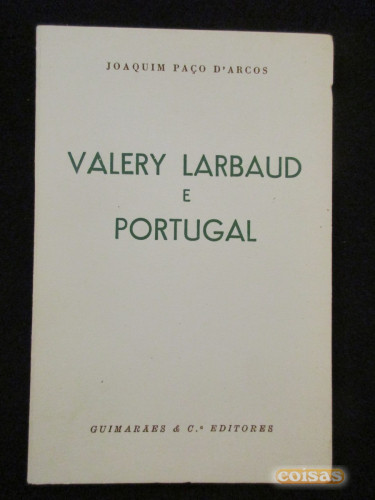 JOAQUIM PAÇO D'ARCOS
VALERY LARBAUD
E
PORTUGAL
GUIMARÃES & C.ª EDITORES
coisas